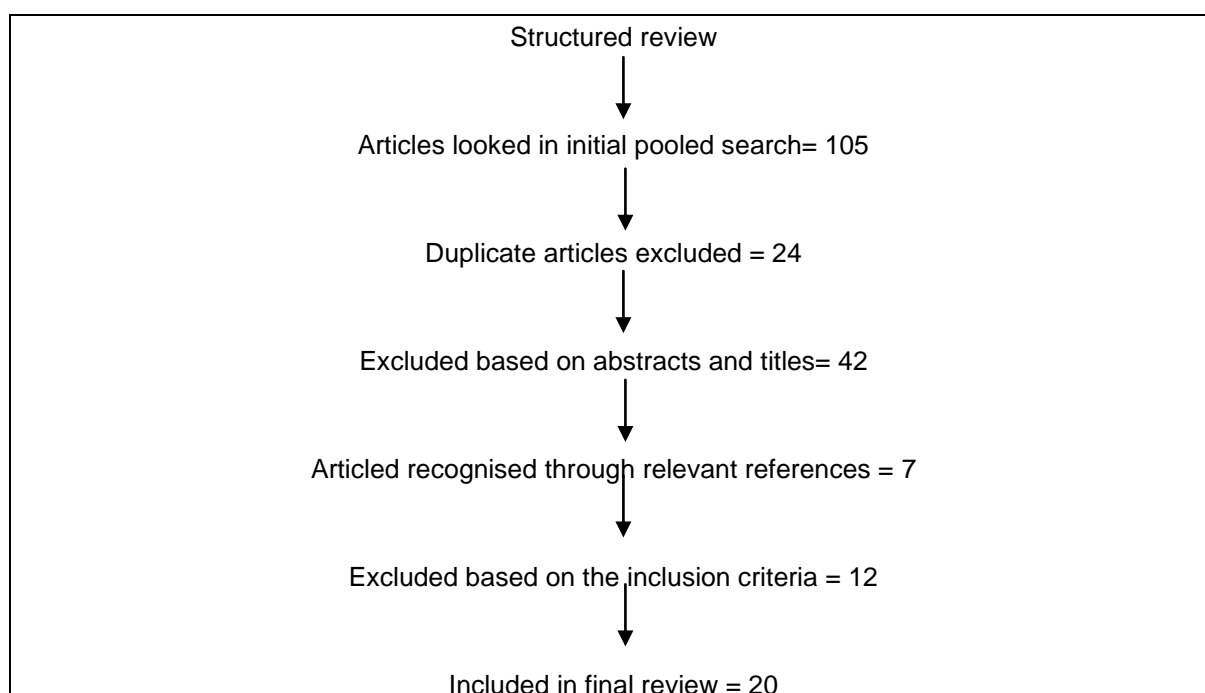 Structured review
Articles looked in initial pooled search= 105
Duplicate articles excluded = 24
Excluded based on abstracts and titles= 42
Articled recognised through relevant references = 7
Excluded based on the inclusion criteria = 12
Included in final review = 20